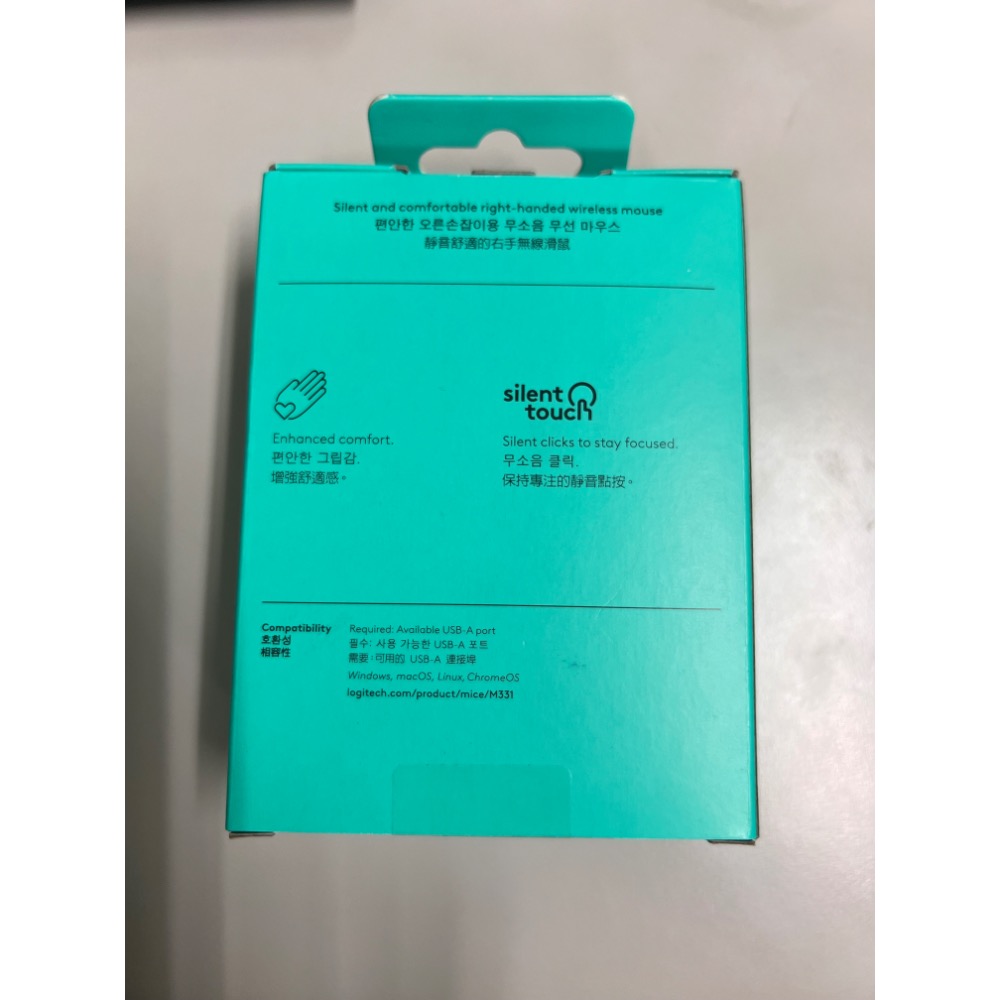 Silent and comfortable right-handed wireless mouse
편안한 오른손잡이용 무소음 무선 마우스
靜音舒適的右手無線滑鼠
Enhanced comfort.
편안한 그립감.
增強舒適感。
silent
touch
Silent clicks to stay focused.
무소음 클릭.
保持專注的靜音點按。
Compatibility
호환성
相容性
Required: Available USB-A port
필수: 사용 가능한 USB-A 포트
需要:可用的 USB-A 連接埠
Windows, macOS, Linux, ChromeOS
logitech.com/product/mice/M331